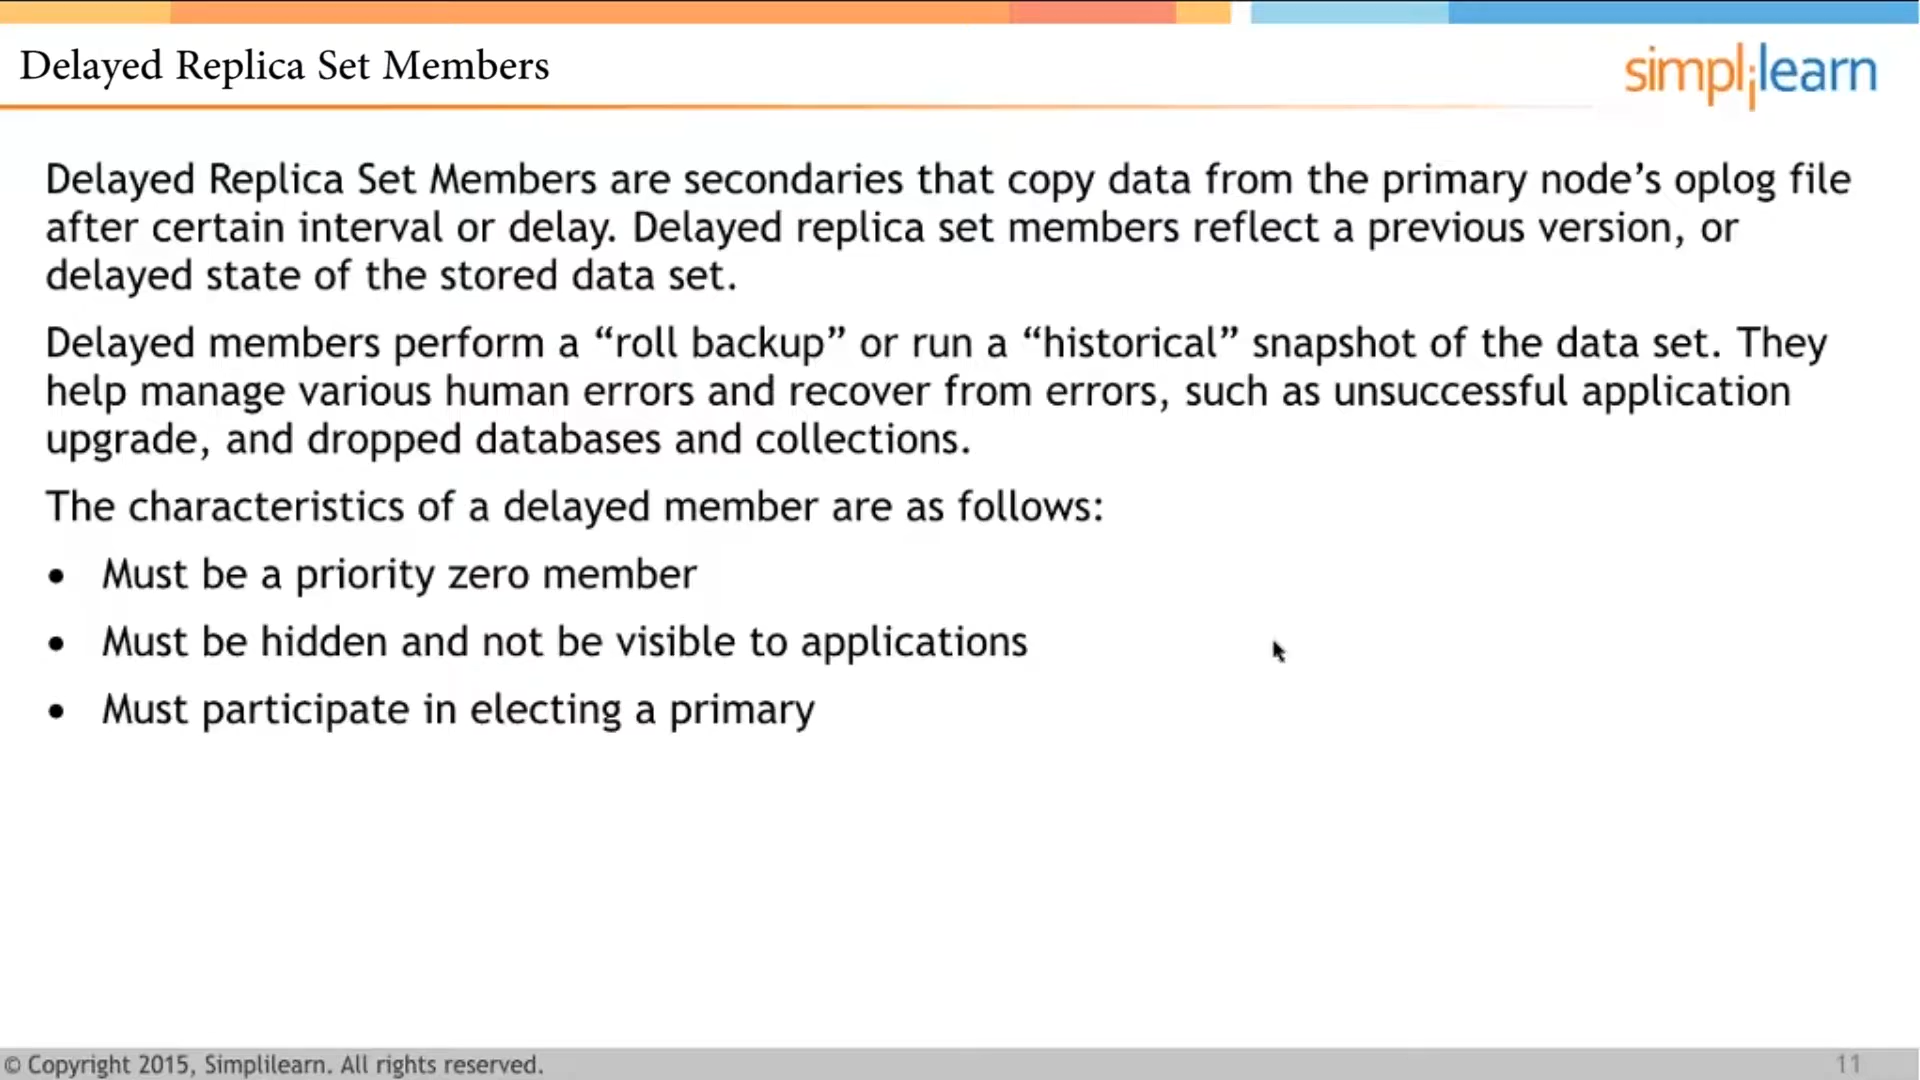 Delayed Replica Set Members
simplilearn
Delayed Replica Set Members are secondaries that copy data from the primary node’s oplog file
after certain interval or delay. Delayed replica set members reflect a previous version, or
delayed state of the stored data set.
Delayed members perform a “roll backup” or run a “historical” snapshot of the data set. They
help manage various human errors and recover from errors, such as unsuccessful application
upgrade, and dropped databases and collections.
The characteristics of a delayed member are as follows:
• Must be a priority zero member
• Must be hidden and not be visible to applications
• Must participate in electing a primary
© Copyright 2015, Simplilearn. All rights reserved.
11